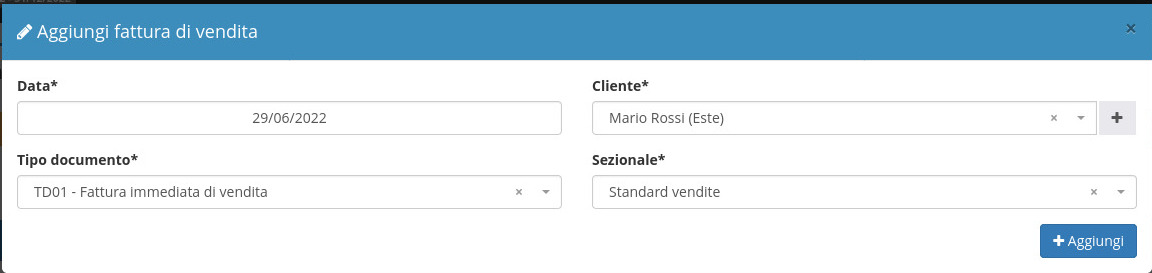 Aggiungi fattura di vendita
×
Data*
Cliente*
29/06/2022
Mario Rossi (Este) ×
+
Tipo documento*
Sezionale*
TD01 - Fattura immediata di vendita ×
Standard vendite ×
+ Aggiungi